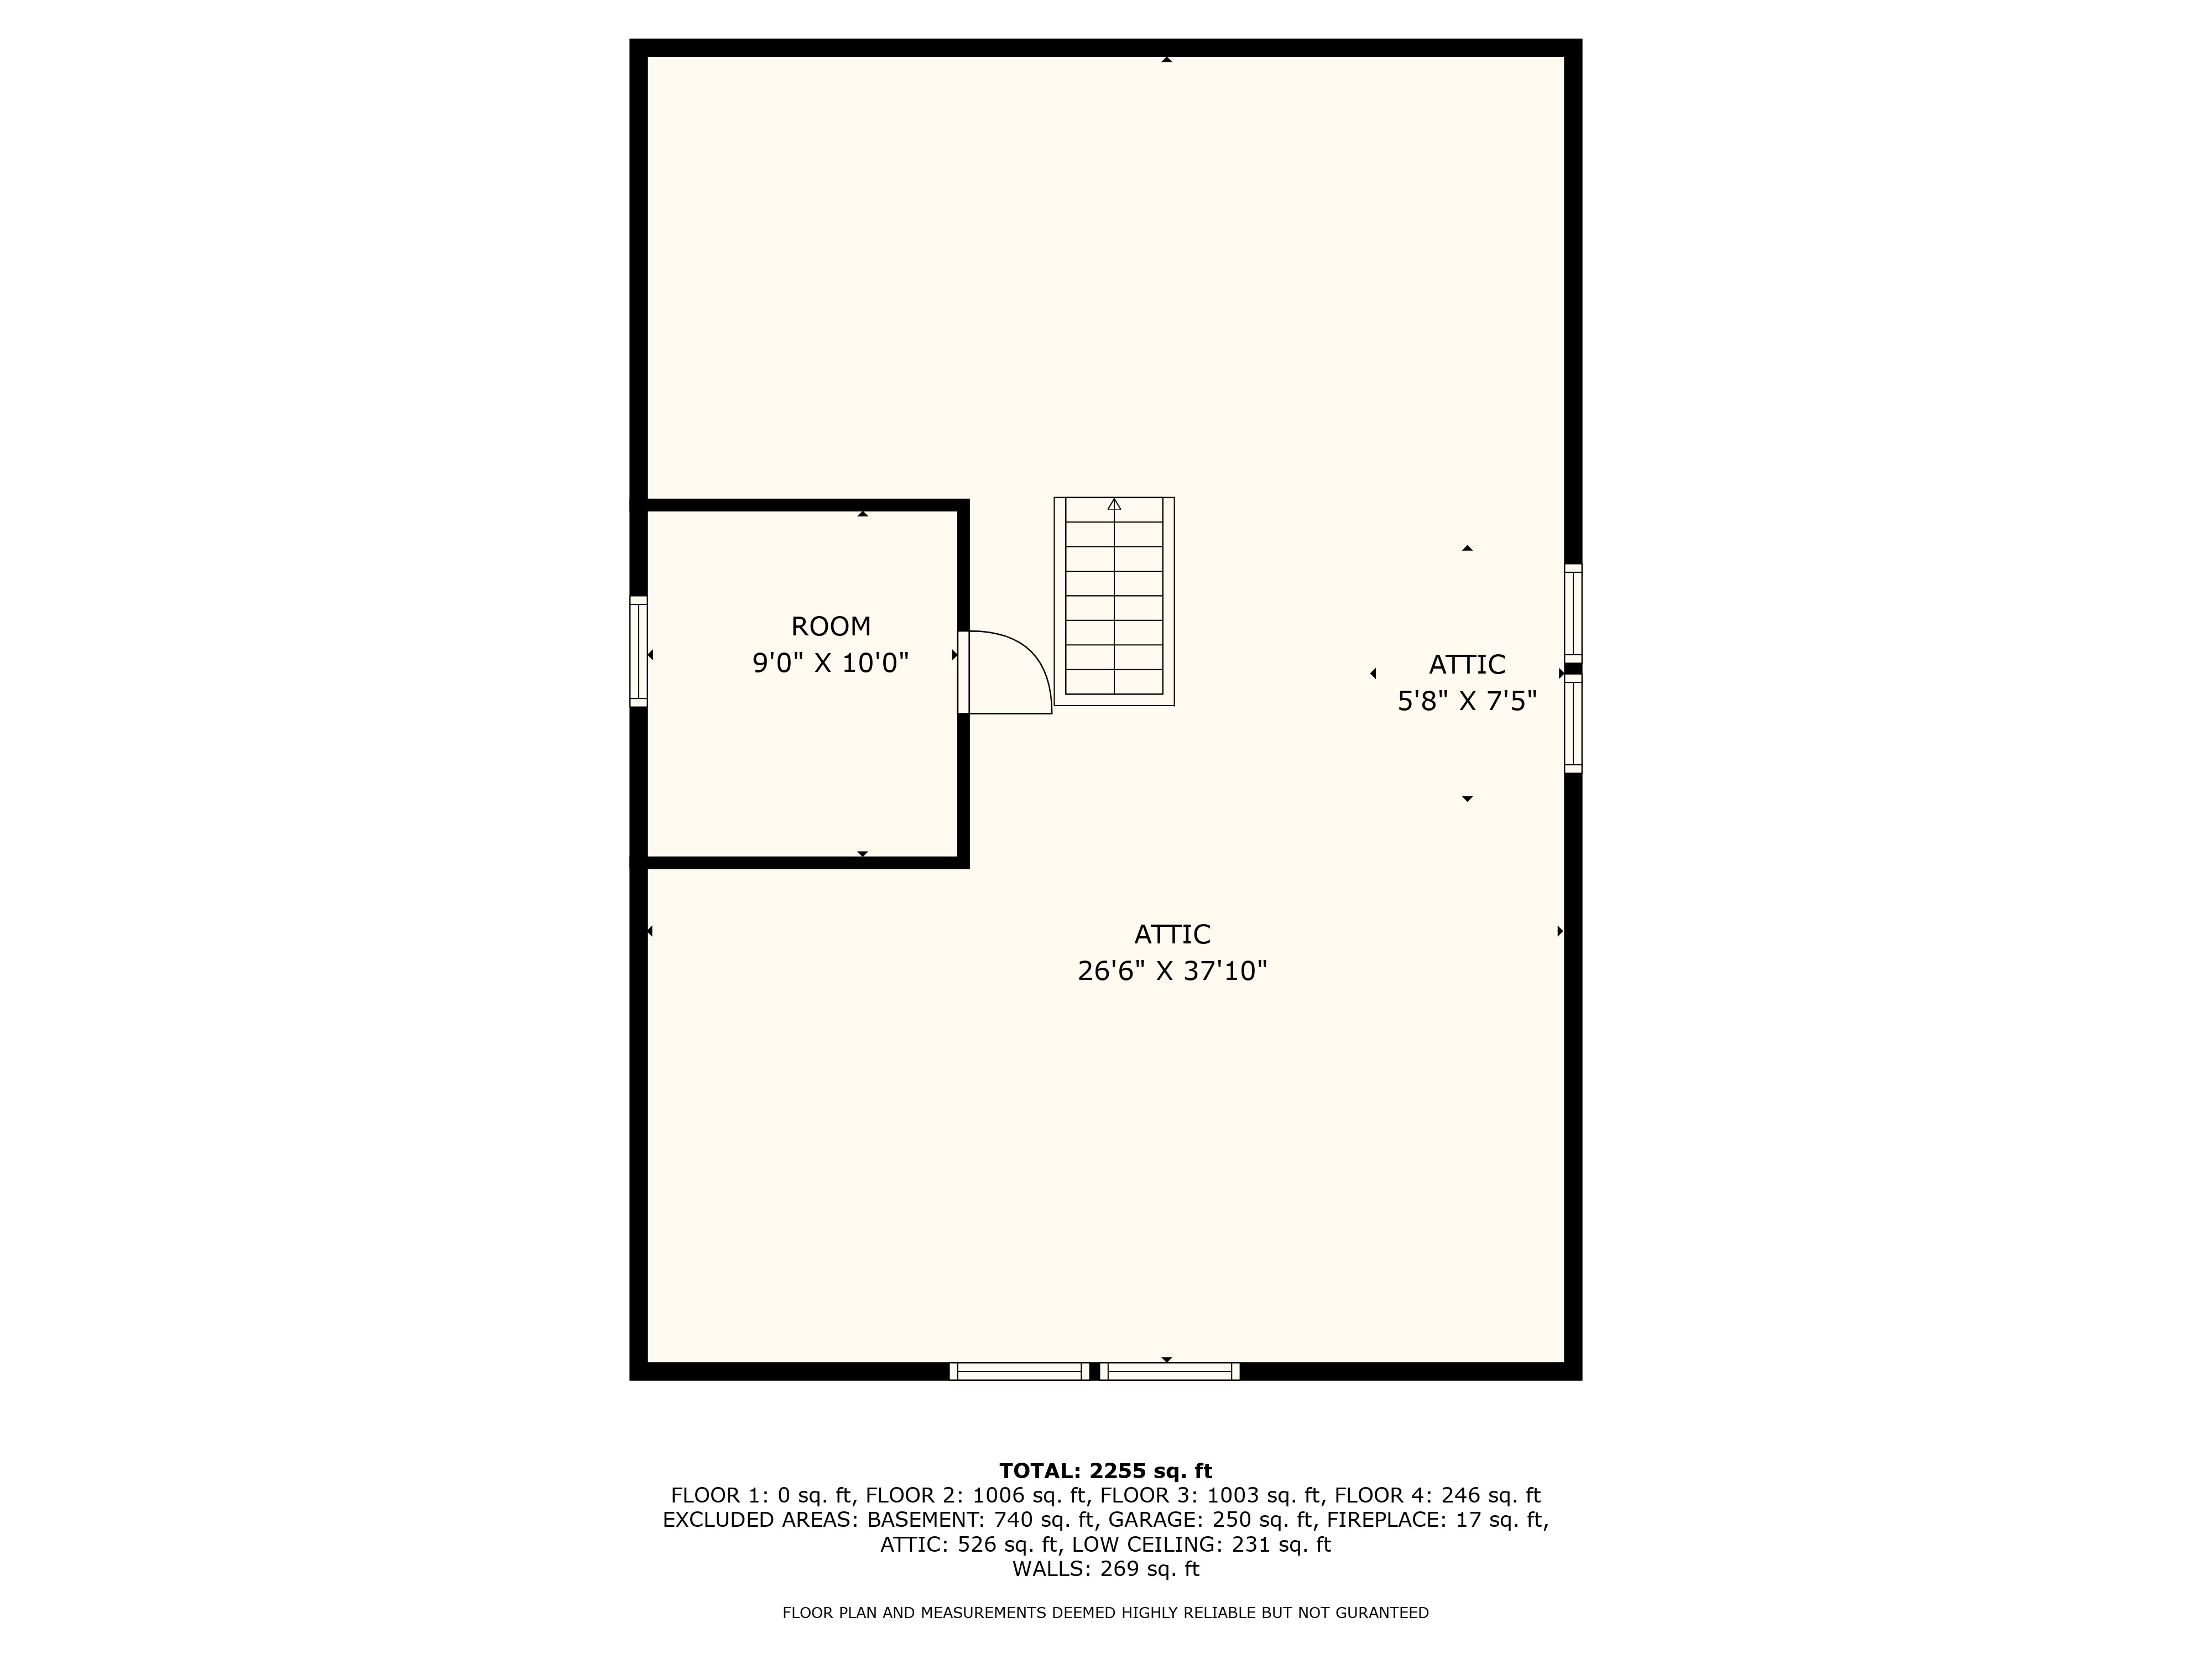 ROOM
9'0" X 10'0"
ATTIC
5'8" X 7'5"
ATTIC
26'6" X 37'10"
TOTAL: 2255 sq. ft
FLOOR 1: 0 sq. ft, FLOOR 2: 1006 sq. ft, FLOOR 3: 1003 sq. ft, FLOOR 4: 246 sq. ft
EXCLUDED AREAS: BASEMENT: 740 sq. ft, GARAGE: 250 sq. ft, FIREPLACE: 17 sq. ft,
ATTIC: 526 sq. ft, LOW CEILING: 231 sq. ft
WALLS: 269 sq. ft
FLOOR PLAN AND MEASUREMENTS DEEMED HIGHLY RELIABLE BUT NOT GURANTEED